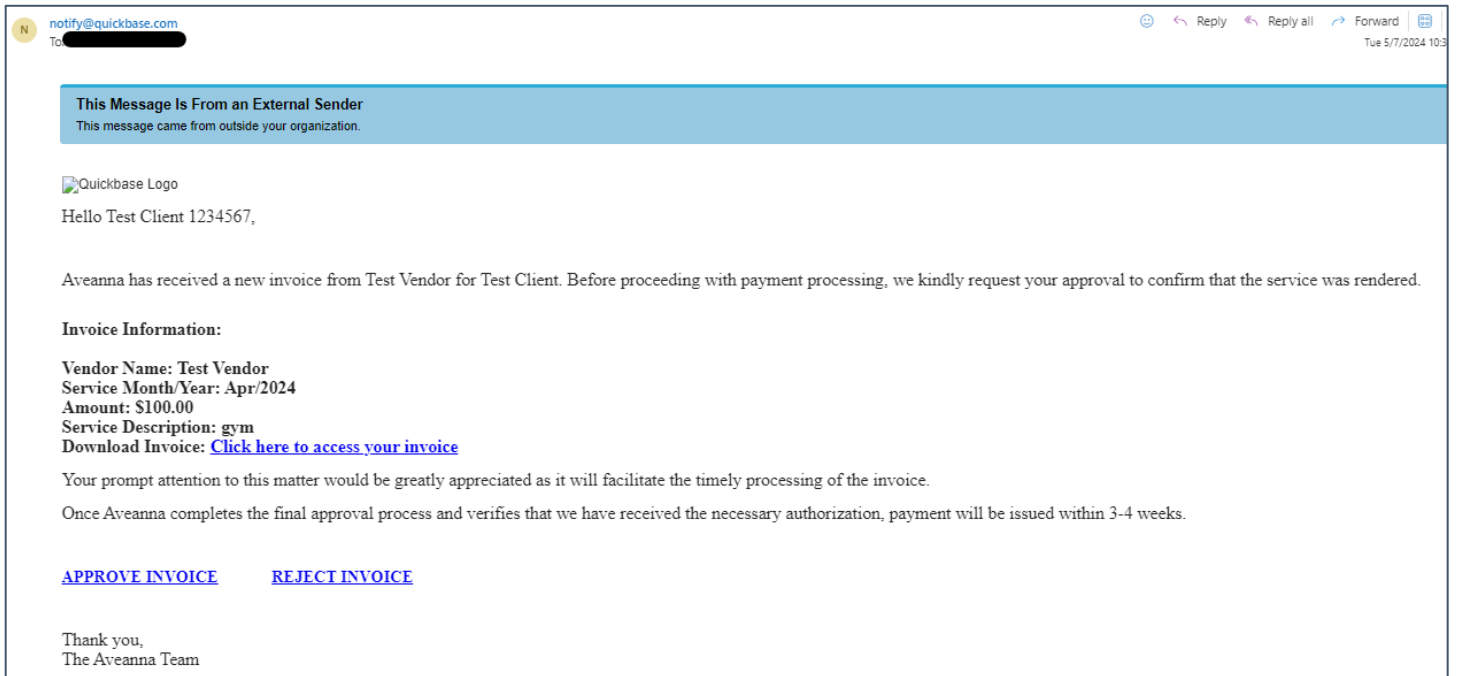 N
notify@quickbase.com
Reply Reply all Forward
To:
Tue 5/7/2024 10:3
This Message Is From an External Sender
This message came from outside your organization.
Quickbase Logo
Hello Test Client 1234567,
Aveanna has received a new invoice from Test Vendor for Test Client. Before proceeding with payment processing, we kindly request your approval to confirm that the service was rendered.
Invoice Information:
Vendor Name: Test Vendor
Service Month/Year: Apr/2024
Amount: $100.00
Service Description: gym
Download Invoice: Click here to access your invoice
Your prompt attention to this matter would be greatly appreciated as it will facilitate the timely processing of the invoice.
Once Aveanna completes the final approval process and verifies that we have received the necessary authorization, payment will be issued within 3-4 weeks.
APPROVE INVOICE REJECT INVOICE
Thank you,
The Aveanna Team